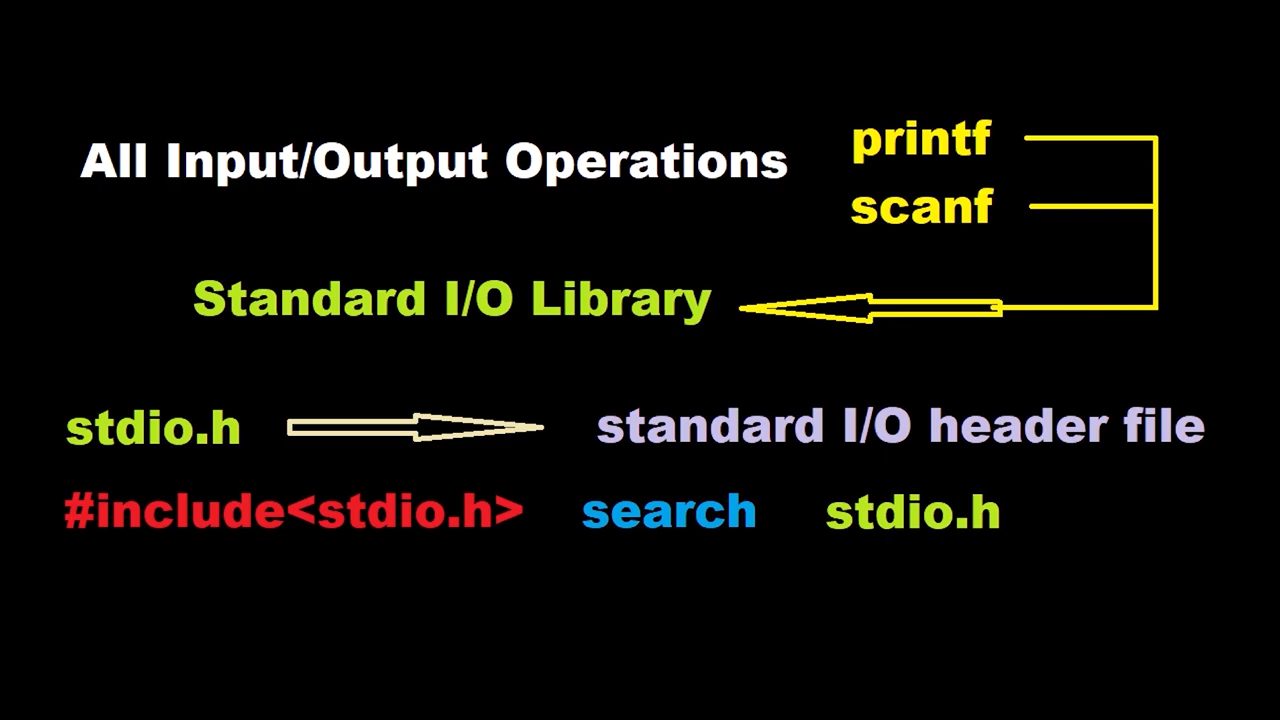 All Input/Output Operations
printf
scanf
Standard I/O Library
stdio.h
standard I/O header file
#include<stdio.h>
search
stdio.h